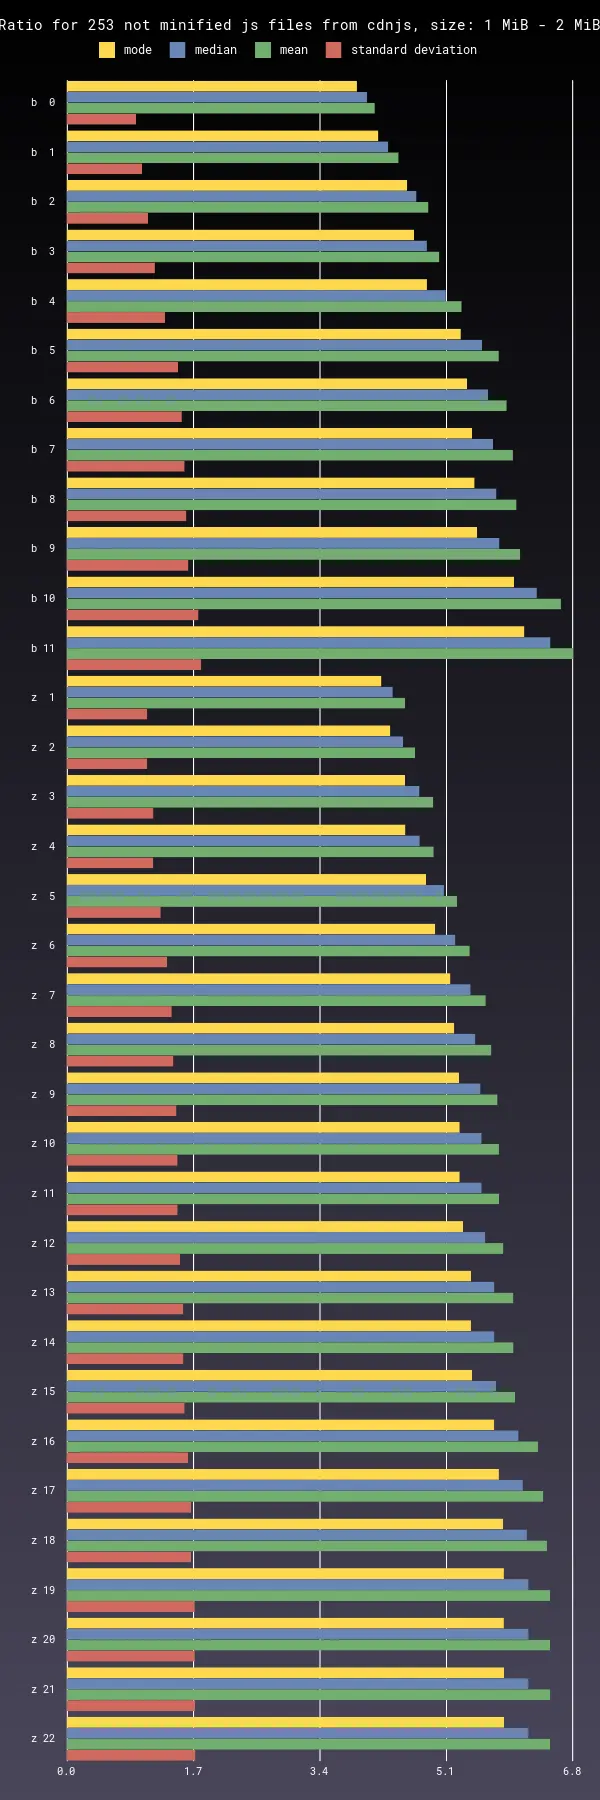 Ratio for 253 not minified js files from cdnjs, size: 1 MiB - 2 MiB
mode median mean standard deviation
b 0
b 1
b 2
b 3
b 4
b 5
b 6
b 7
b 8
b 9
b 10
b 11
z 1
z 2
z 3
z 4
z 5
z 6
z 7
z 8
z 9
z 10
z 11
z 12
z 13
z 14
z 15
z 16
z 17
z 18
z 19
z 20
z 21
z 22
0.0 1.7 3.4 5.1 6.8